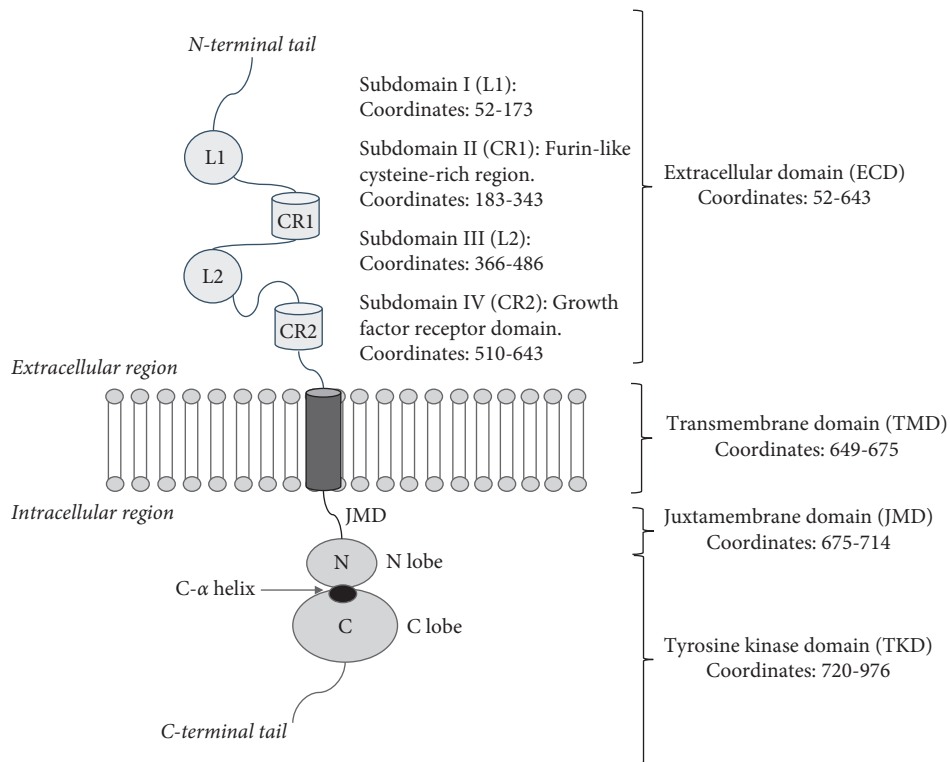 N-terminal tail
L1
CR1
L2
CR2
Subdomain I (L1):
Coordinates: 52-173
Subdomain II (CR1): Furin-like
cysteine-rich region.
Coordinates: 183-343
Subdomain III (L2):
Coordinates: 366-486
Subdomain IV (CR2): Growth
factor receptor domain.
Coordinates: 510-643
Extracellular domain (ECD)
Coordinates: 52-643
Extracellular region
Transmembrane domain (TMD)
Coordinates: 649-675
Intracellular region
JMD
Juxtamembrane domain (JMD)
Coordinates: 675-714
N
N lobe
C-α helix
C
C lobe
Tyrosine kinase domain (TKD)
Coordinates: 720-976
C-terminal tail